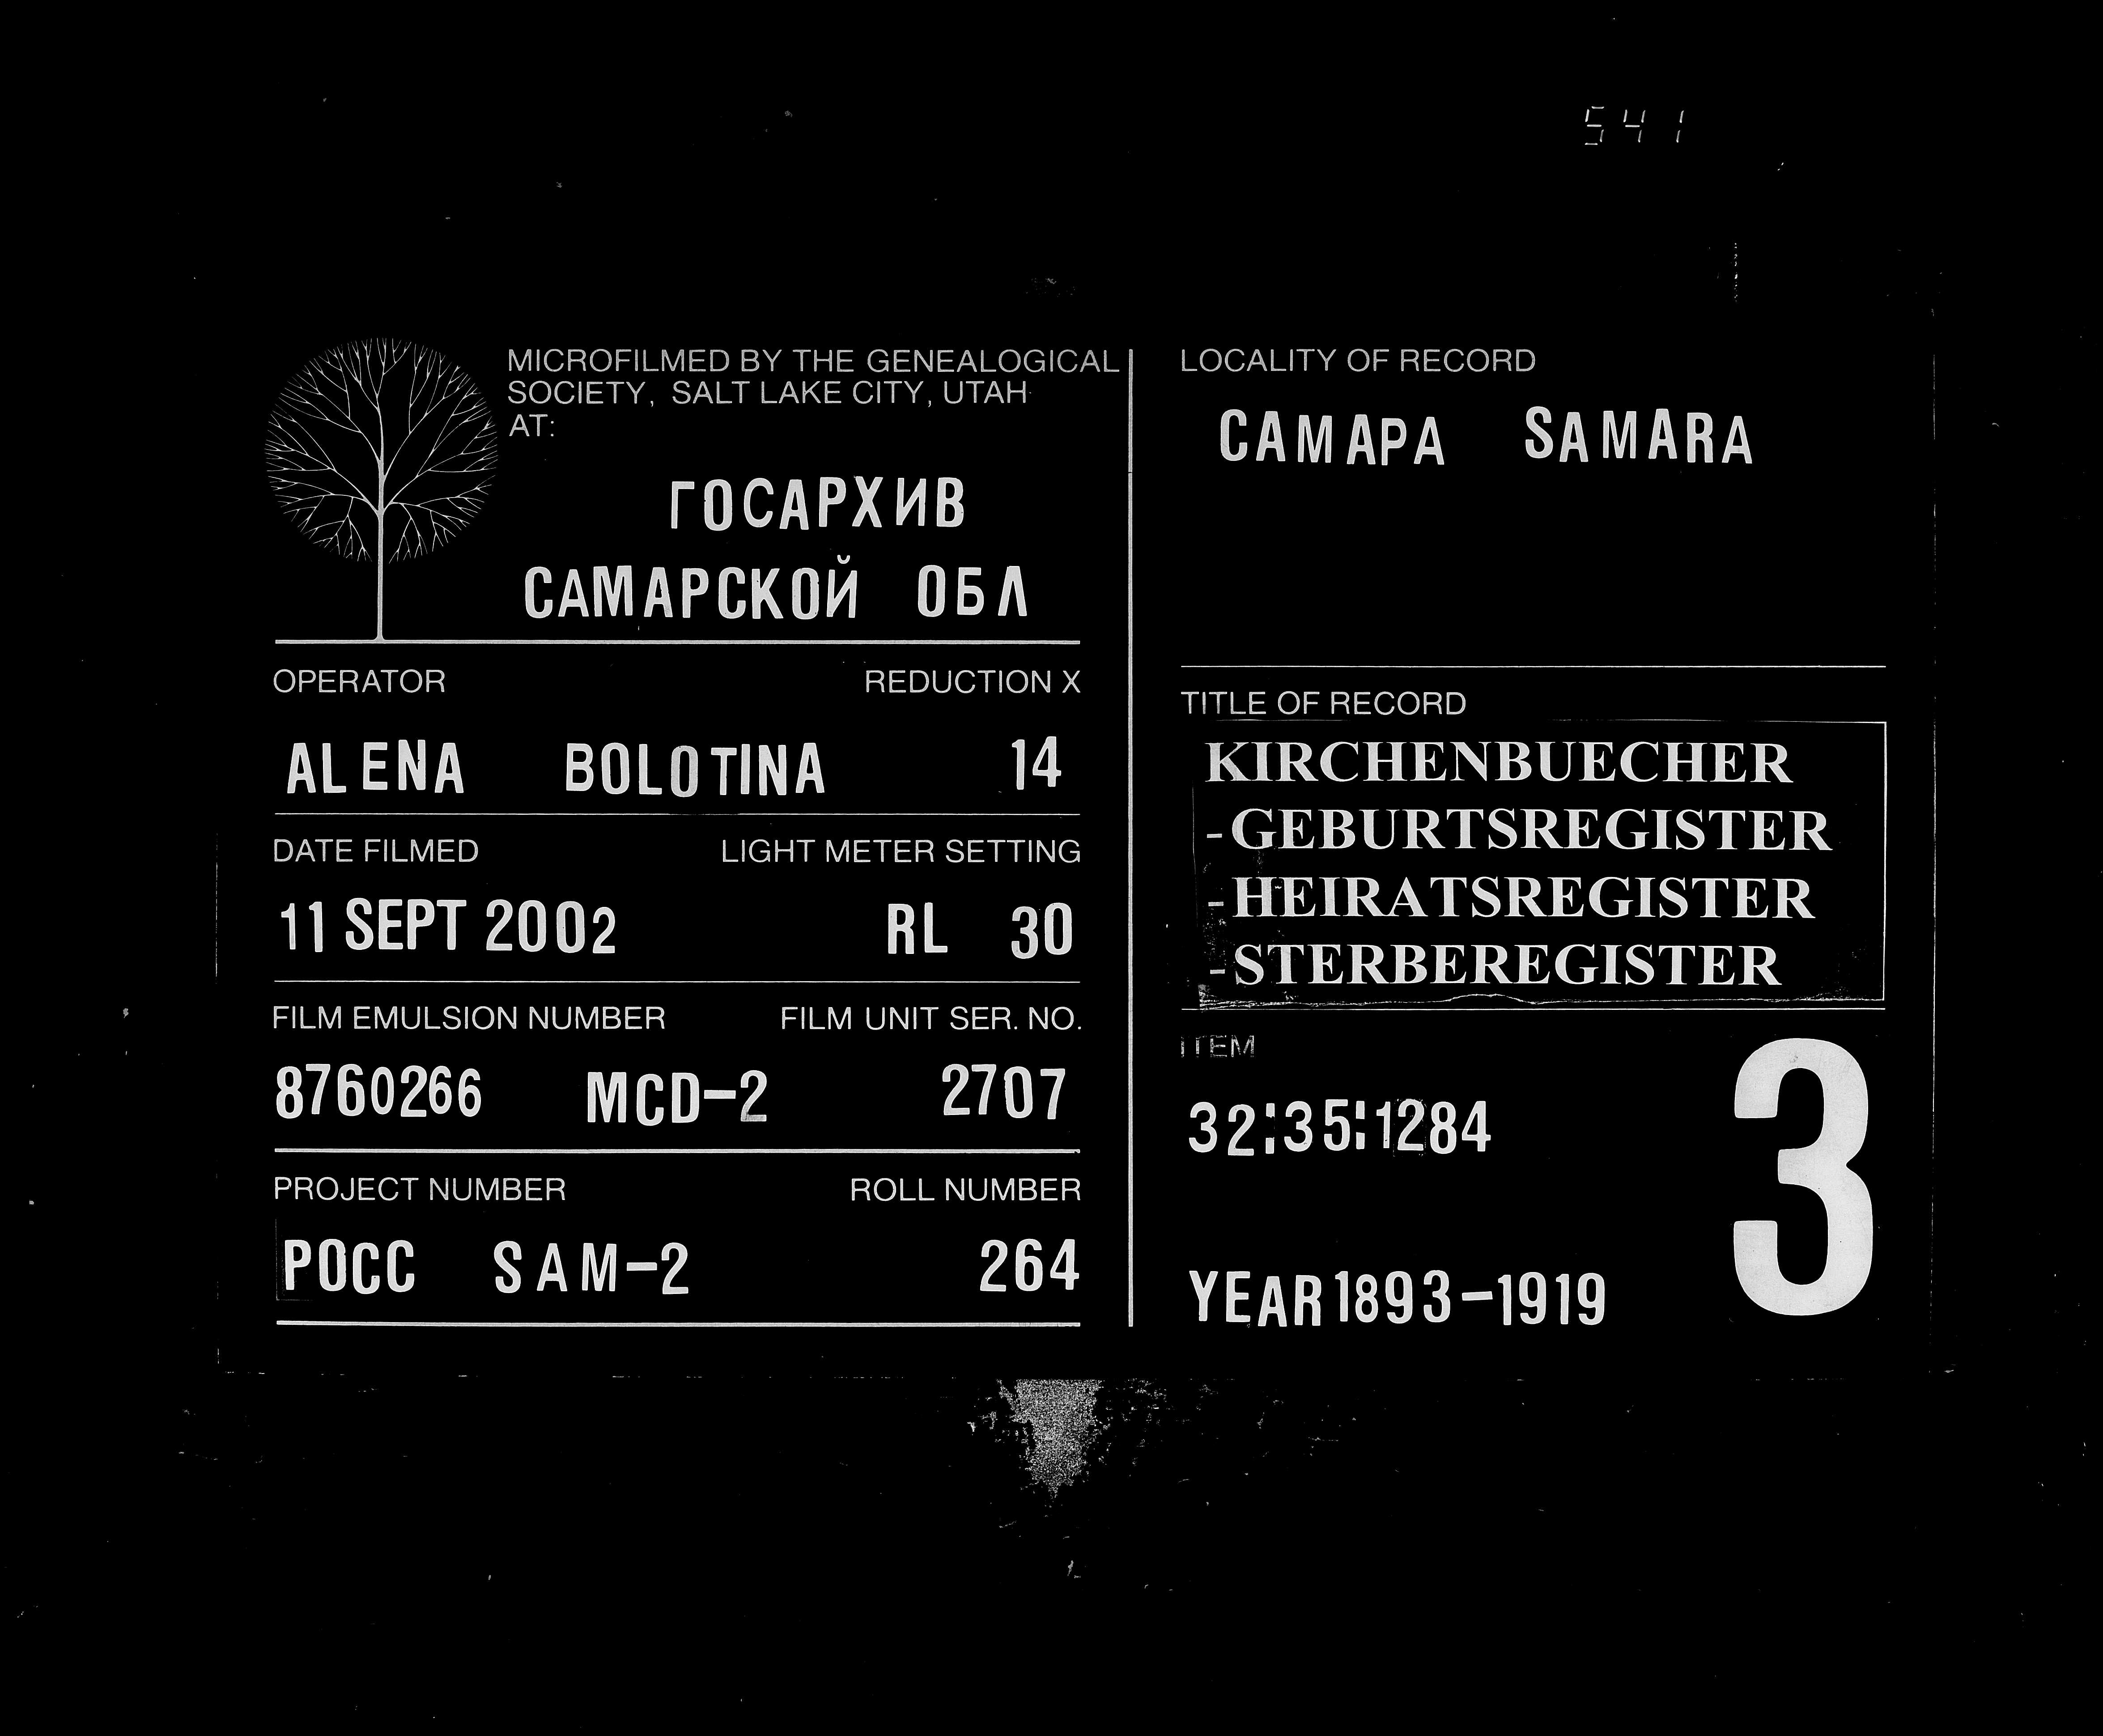 541
MICROFILMED BY THE GENEALOGICAL
SOCIETY, SALT LAKE CITY, UTAH
AT:
ГОСАРХИВ
САМАРСКОЙ ОБЛ
OPERATOR REDUCTION X
ALENA BOLOTINA 14
DATE FILMED LIGHT METER SETTING
11 SEPT 2002 RL 30
FILM EMULSION NUMBER FILM UNIT SER. NO.
8760266 MCD-2 2707
PROJECT NUMBER ROLL NUMBER
РОСС SAM-2 264
LOCALITY OF RECORD
САМАРА SAMARA
TITLE OF RECORD
KIRCHENBUECHER
-GEBURTSREGISTER
-HEIRATSREGISTER
-STERBEREGISTER
ITEM
32:35:1284
3
YEAR 1893-1919